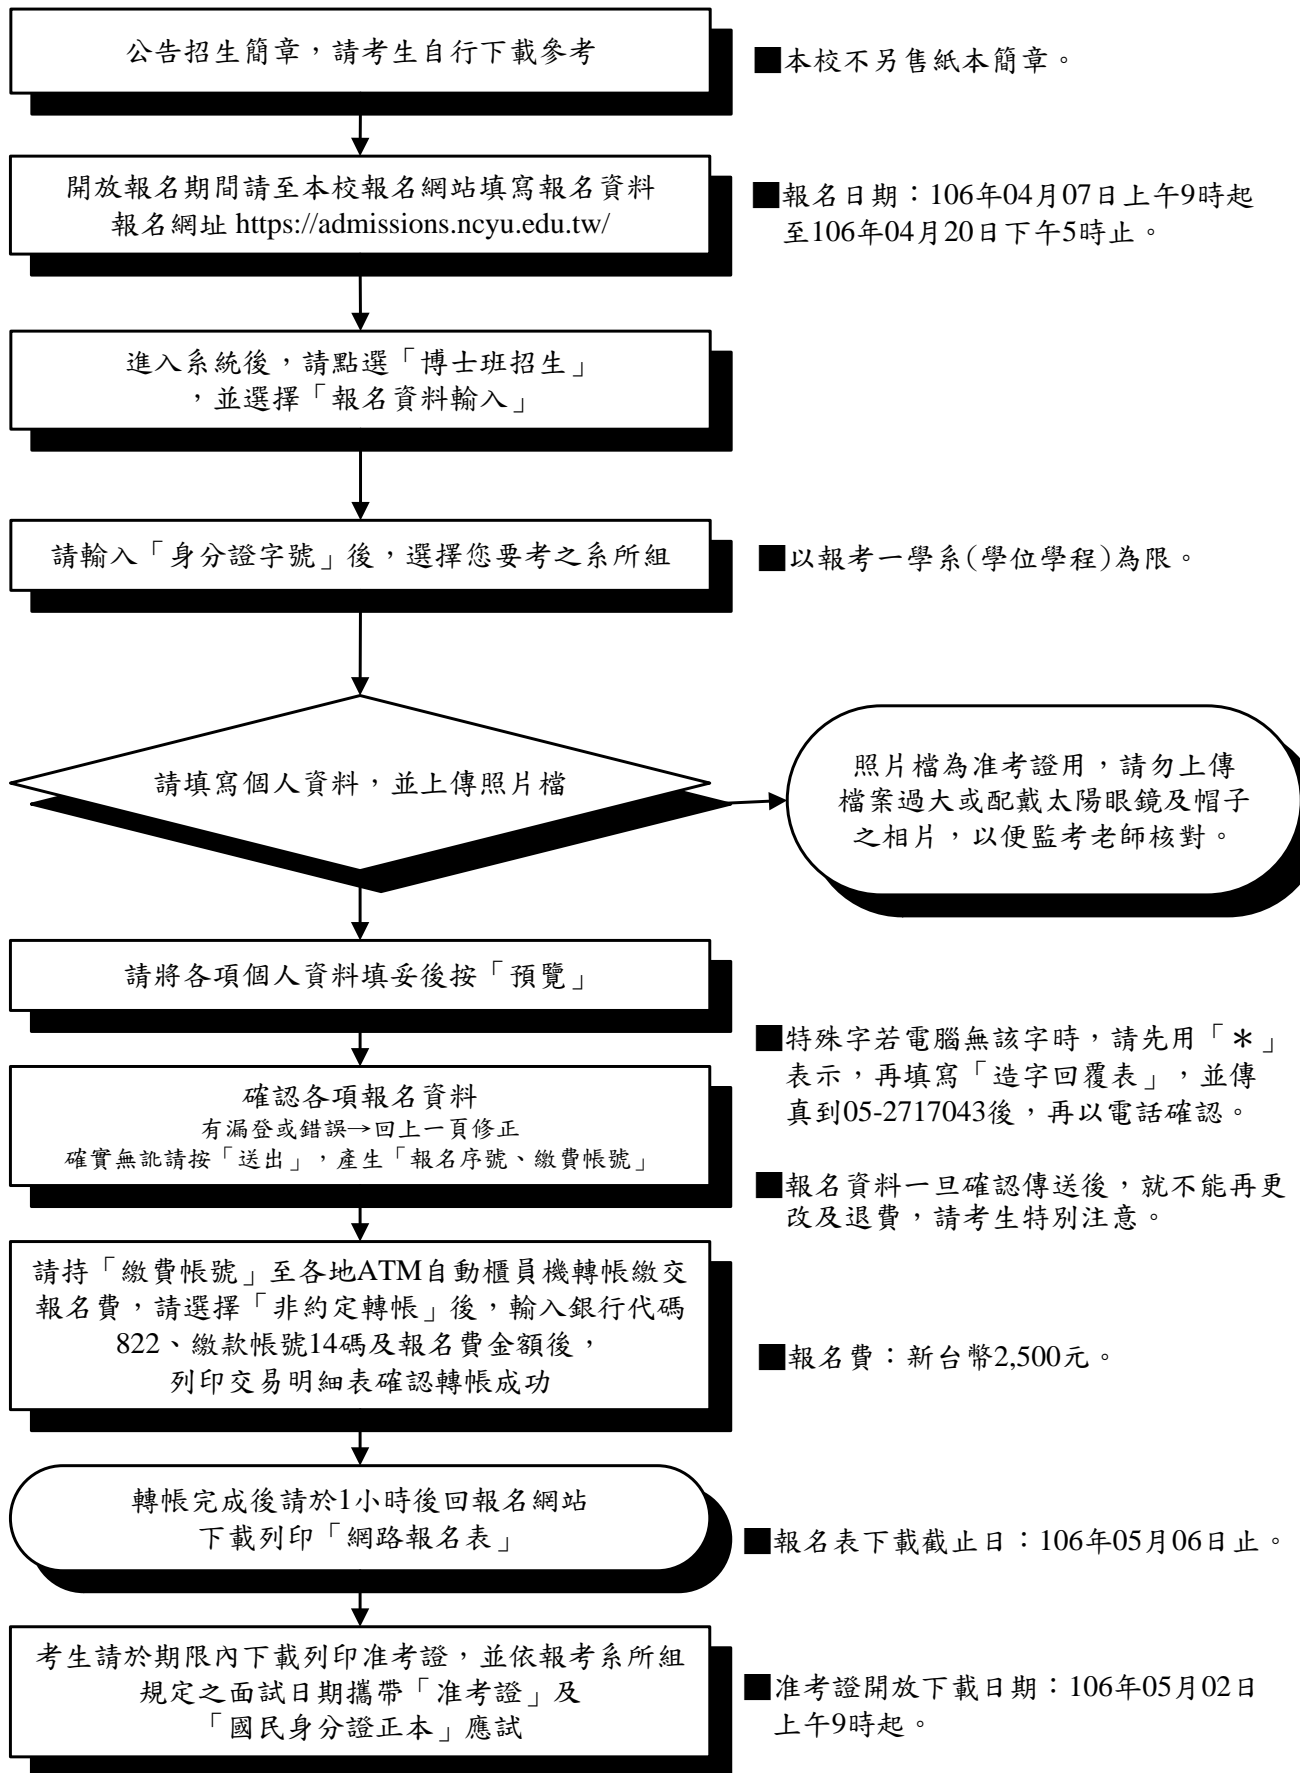 公告招生簡章，請考生自行下載參考
■本校不另售紙本簡章。
開放報名期間請至本校報名網站填寫報名資料
報名網址 https://admissions.ncyu.edu.tw/
■報名日期：106年04月07日上午9時起
至106年04月20日下午5時止。
進入系統後，請點選「博士班招生」
，並選擇「報名資料輸入」
請輸入「身分證字號」後，選擇您要考之系所組
■以報考一學系(學位學程)為限。
請填寫個人資料，並上傳照片檔
照片檔為准考證用，請勿上傳
檔案過大或配戴太陽眼鏡及帽子
之相片，以便監考老師核對。
請將各項個人資料填妥後按「預覽」
■特殊字若電腦無該字時，請先用「＊」
表示，再填寫「造字回覆表」，並傳
真到05-2717043後，再以電話確認。
確認各項報名資料
有漏登或錯誤→回上一頁修正
確實無訛請按「送出」，產生「報名序號、繳費帳號」
■報名資料一旦確認傳送後，就不能再更
改及退費，請考生特別注意。
請持「繳費帳號」至各地ATM自動櫃員機轉帳繳交
報名費，請選擇「非約定轉帳」後，輸入銀行代碼
822、繳款帳號14碼及報名費金額後，
列印交易明細表確認轉帳成功
■報名費：新台幣2,500元。
轉帳完成後請於1小時後回報名網站
下載列印「網路報名表」
■報名表下載截止日：106年05月06日止。
考生請於期限內下載列印准考證，並依報考系所組
規定之面試日期攜帶「准考證」及
「國民身分證正本」應試
■准考證開放下載日期：106年05月02日
上午9時起。